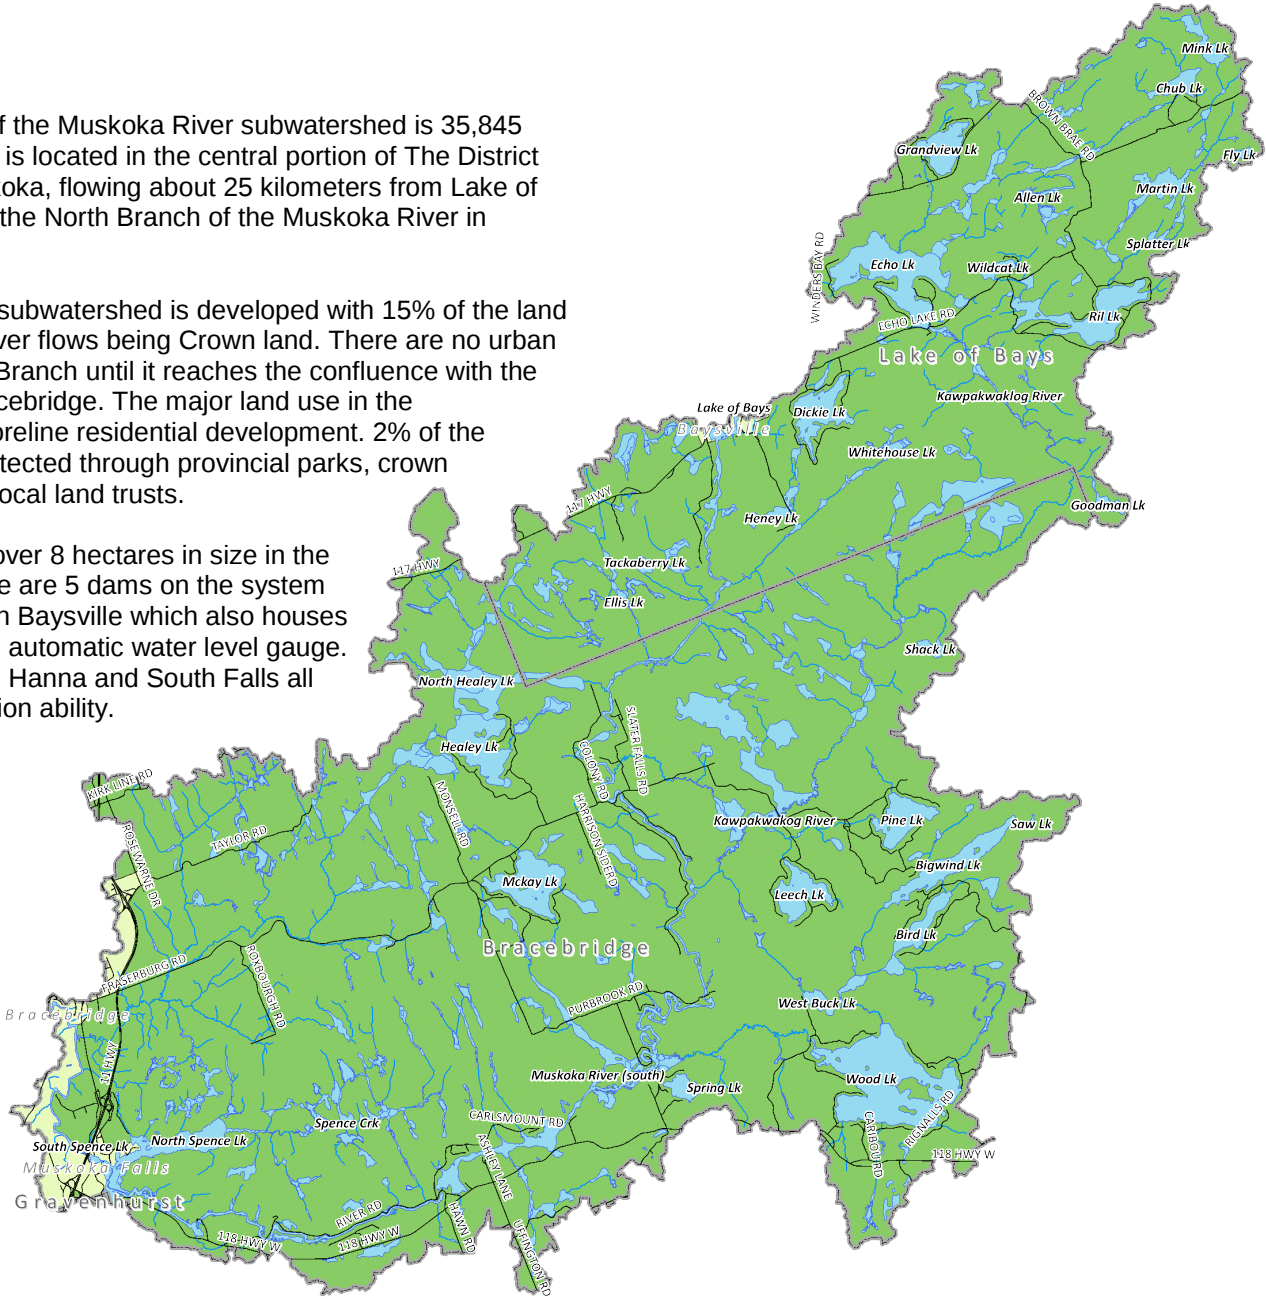 f the Muskoka River subwatershed is 35,845
is located in the central portion of The District
koka, flowing about 25 kilometers from Lake of
the North Branch of the Muskoka River in
subwatershed is developed with 15% of the land
ver flows being Crown land. There are no urban
Branch until it reaches the confluence with the
cebridge. The major land use in the
oreline residential development. 2% of the
tected through provincial parks, crown
ocal land trusts.
over 8 hectares in size in the
e are 5 dams on the system
n Baysville which also houses
automatic water level gauge.
Hanna and South Falls all
ion ability.
Mink Lk
Chub Lk
BROWN BRAE RD
Grandview Lk
Fly Lk
Martin Lk
Allen Lk
Splatter Lk
WINDERS BAY RD
Echo Lk
Wildcat Lk
Ril Lk
ECHO LAKE RD
Lake of Bays
Kawpakwaklog River
Lake of Bays
Dickie Lk
Baysville
Whitehouse Lk
117 HWY
Goodman Lk
Heney Lk
117 HWY
Tackaberry Lk
Ellis Lk
Shack Lk
North Healey Lk
SLATER FALLS RD
Healey Lk
COLONY RD
KIRK LINE RD
MONSELL RD
HARRISON SIDERD
Kawpakwakog River
Pine Lk
Saw Lk
ROSEWARNE DR
TAYLOR RD
Bigwind Lk
Mckay Lk
Leech Lk
Bird Lk
Bracebridge
FRASERBURG RD
ROXBOURGH RD
PURBROOK RD
West Buck Lk
Bracebridge
11 HWY
Muskoka River (south)
Spring Lk
Wood Lk
RIGNALLS RD
CARIBOU RD
118 HWY W
Spence Crk
CARLSMOUNT RD
South Spence Lk
North Spence Lk
ASHLEY LANE
Muskoka Falls
Gravenhurst
RIVER RD
118 HWY W
118 HWY W
HAWN RD
UFFINGTON RD